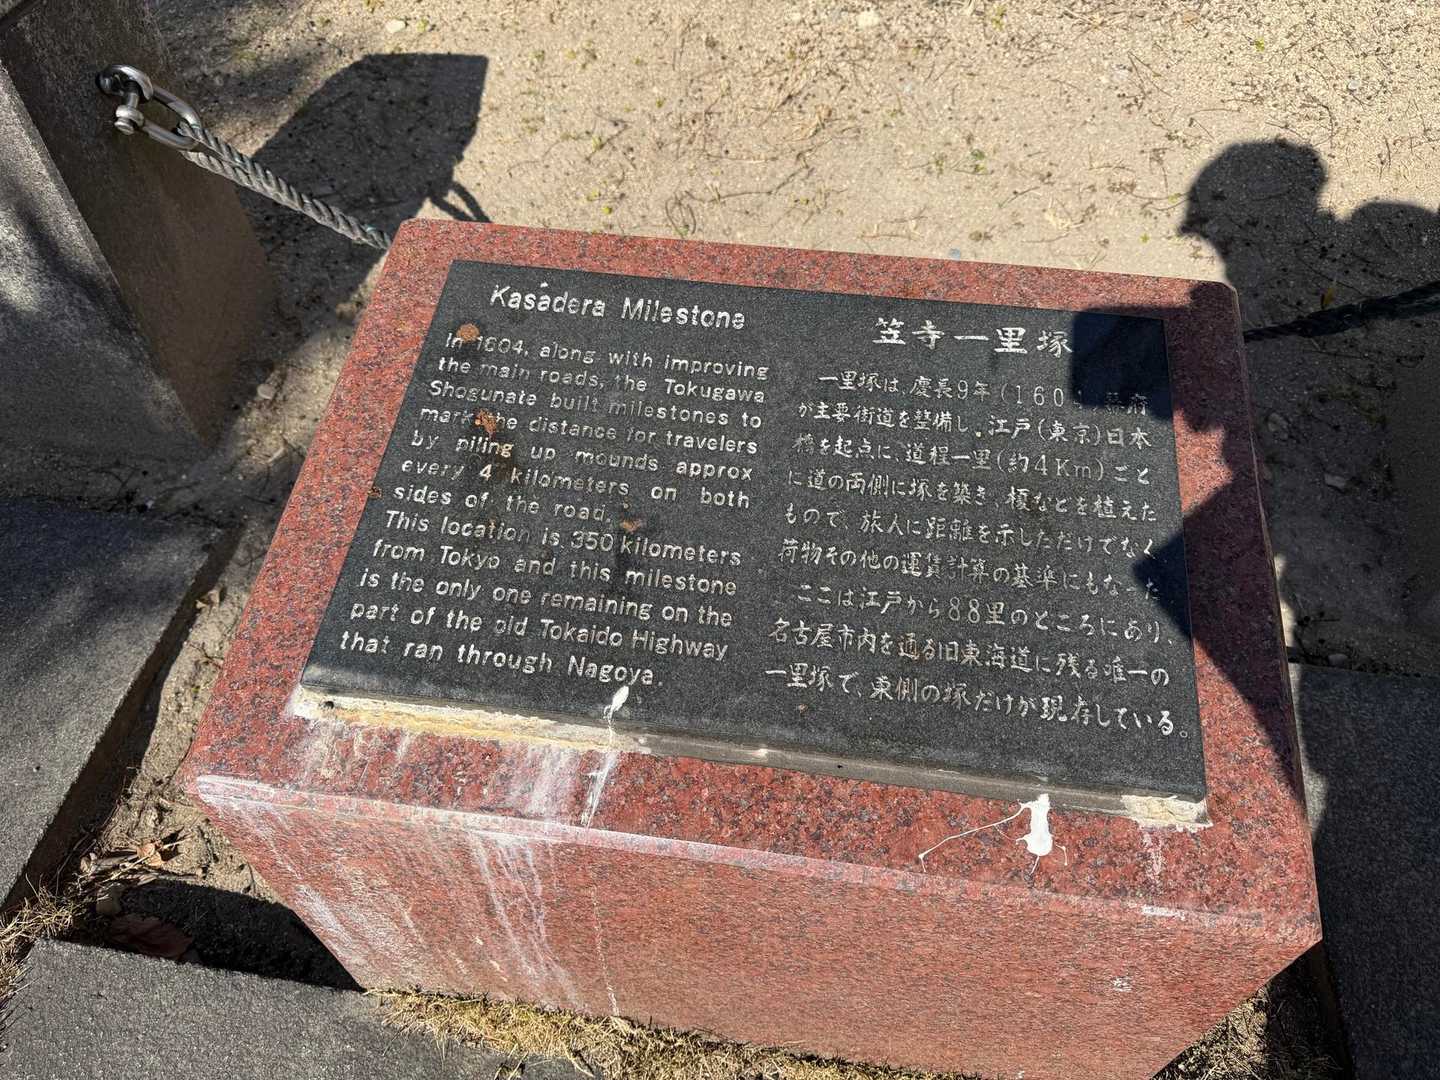 Kasadera Milestone
In 1604, along with improving
the main roads, the Tokugawa
Shogunate built milestones to
mark the distance for travelers
by piling up mounds approx
every 4 kilometers on both
sides of the road.
This location is 350 kilometers
from Tokyo and this milestone
is the only one remaining on the
part of the old Tokaido Highway
that ran through Nagoya.
笠寺一里塚
一里塚は、慶長9年(160 幕府
が主要街道を整備し、江戸(東京)日本
橋を起点に、道程一里(約4Km)ごと
に道の両側に塚を築き、榎などを植えた
もので、旅人に距離を示しただけでなく
荷物その他の運賃計算の基準にもなった
ここは江戸から88里のところにあり、
名古屋市内を通る旧東海道に残る唯一の
一里塚で、東側の塚だけが現存している。